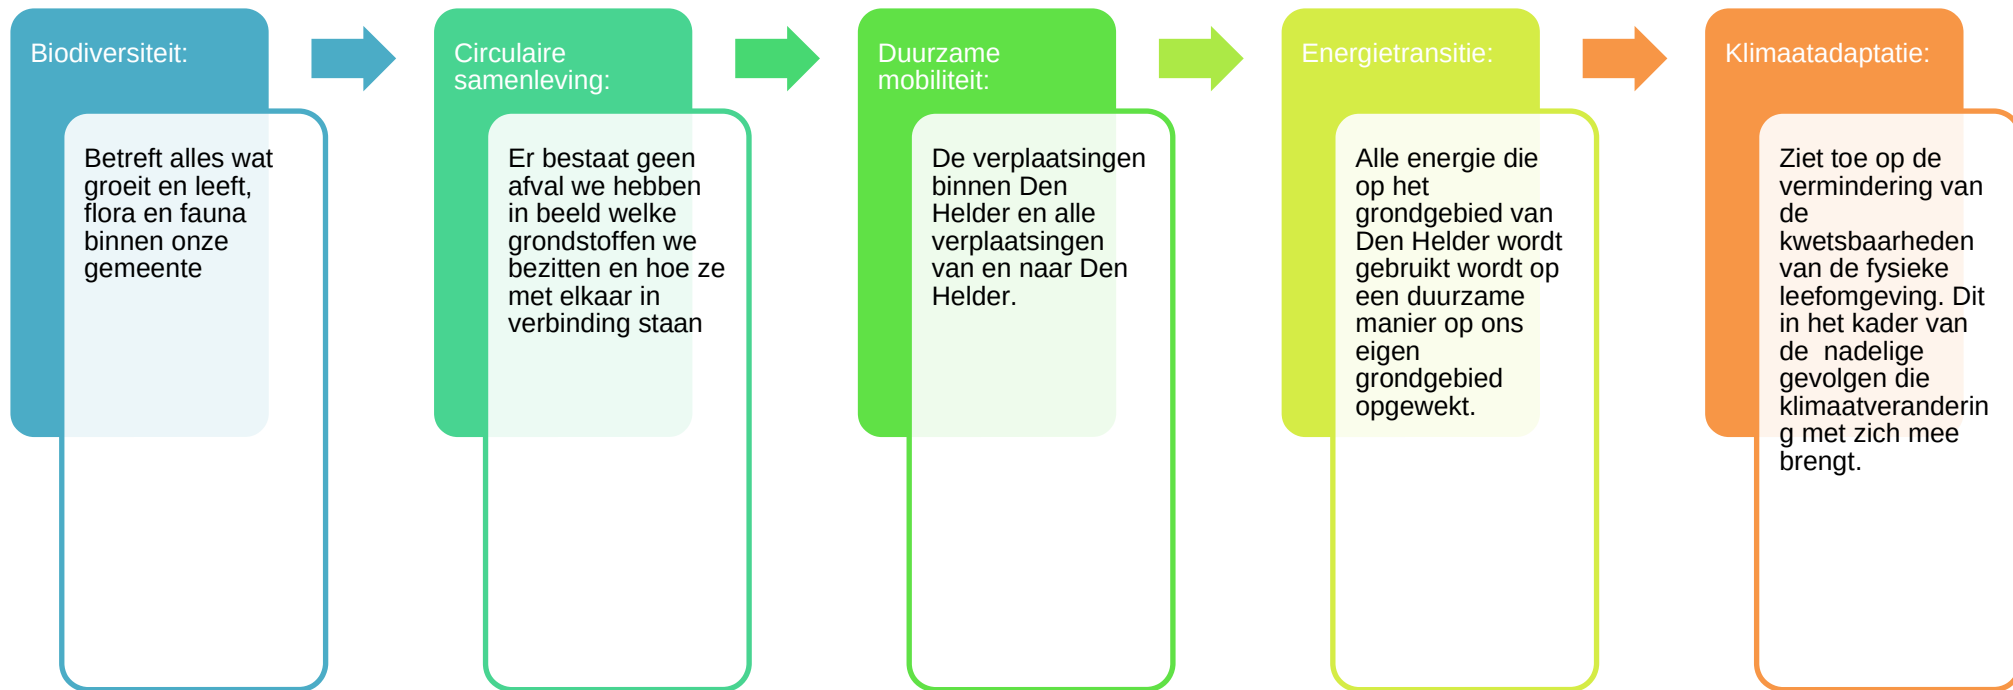 Biodiversiteit:
Betreft alles wat
groeit en leeft,
flora en fauna
binnen onze
gemeente
Circulaire
samenleving:
Er bestaat geen
afval we hebben
in beeld welke
grondstoffen we
bezitten en hoe ze
met elkaar in
verbinding staan
Duurzame
mobiliteit:
De verplaatsingen
binnen Den
Helder en alle
verplaatsingen
van en naar Den
Helder.
Energietransitie:
Alle energie die
op het
grondgebied van
Den Helder wordt
gebruikt wordt op
een duurzame
manier op ons
eigen
grondgebied
opgewekt.
Klimaatadaptatie:
Ziet toe op de
vermindering van
de
kwetsbaarheden
van de fysieke
leefomgeving. Dit
in het kader van
de  nadelige
gevolgen die
klimaatveranderin
g met zich mee
brengt.